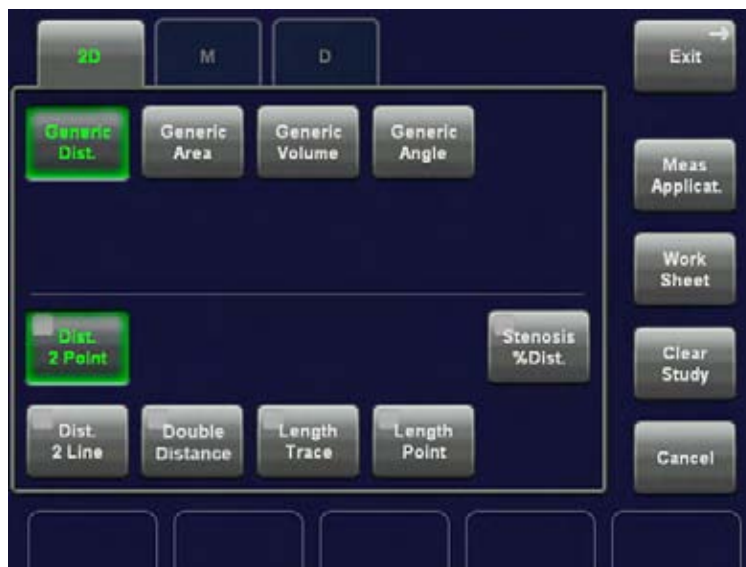 2D
M
D
Exit
Generic
Dist.
Generic
Area
Generic
Volume
Generic
Angle
Meas
Applicat.
Work
Sheet
Dist.
2 Point
Stenosis
%Dist.
Clear
Study
Dist.
2 Line
Double
Distance
Length
Trace
Length
Point
Cancel